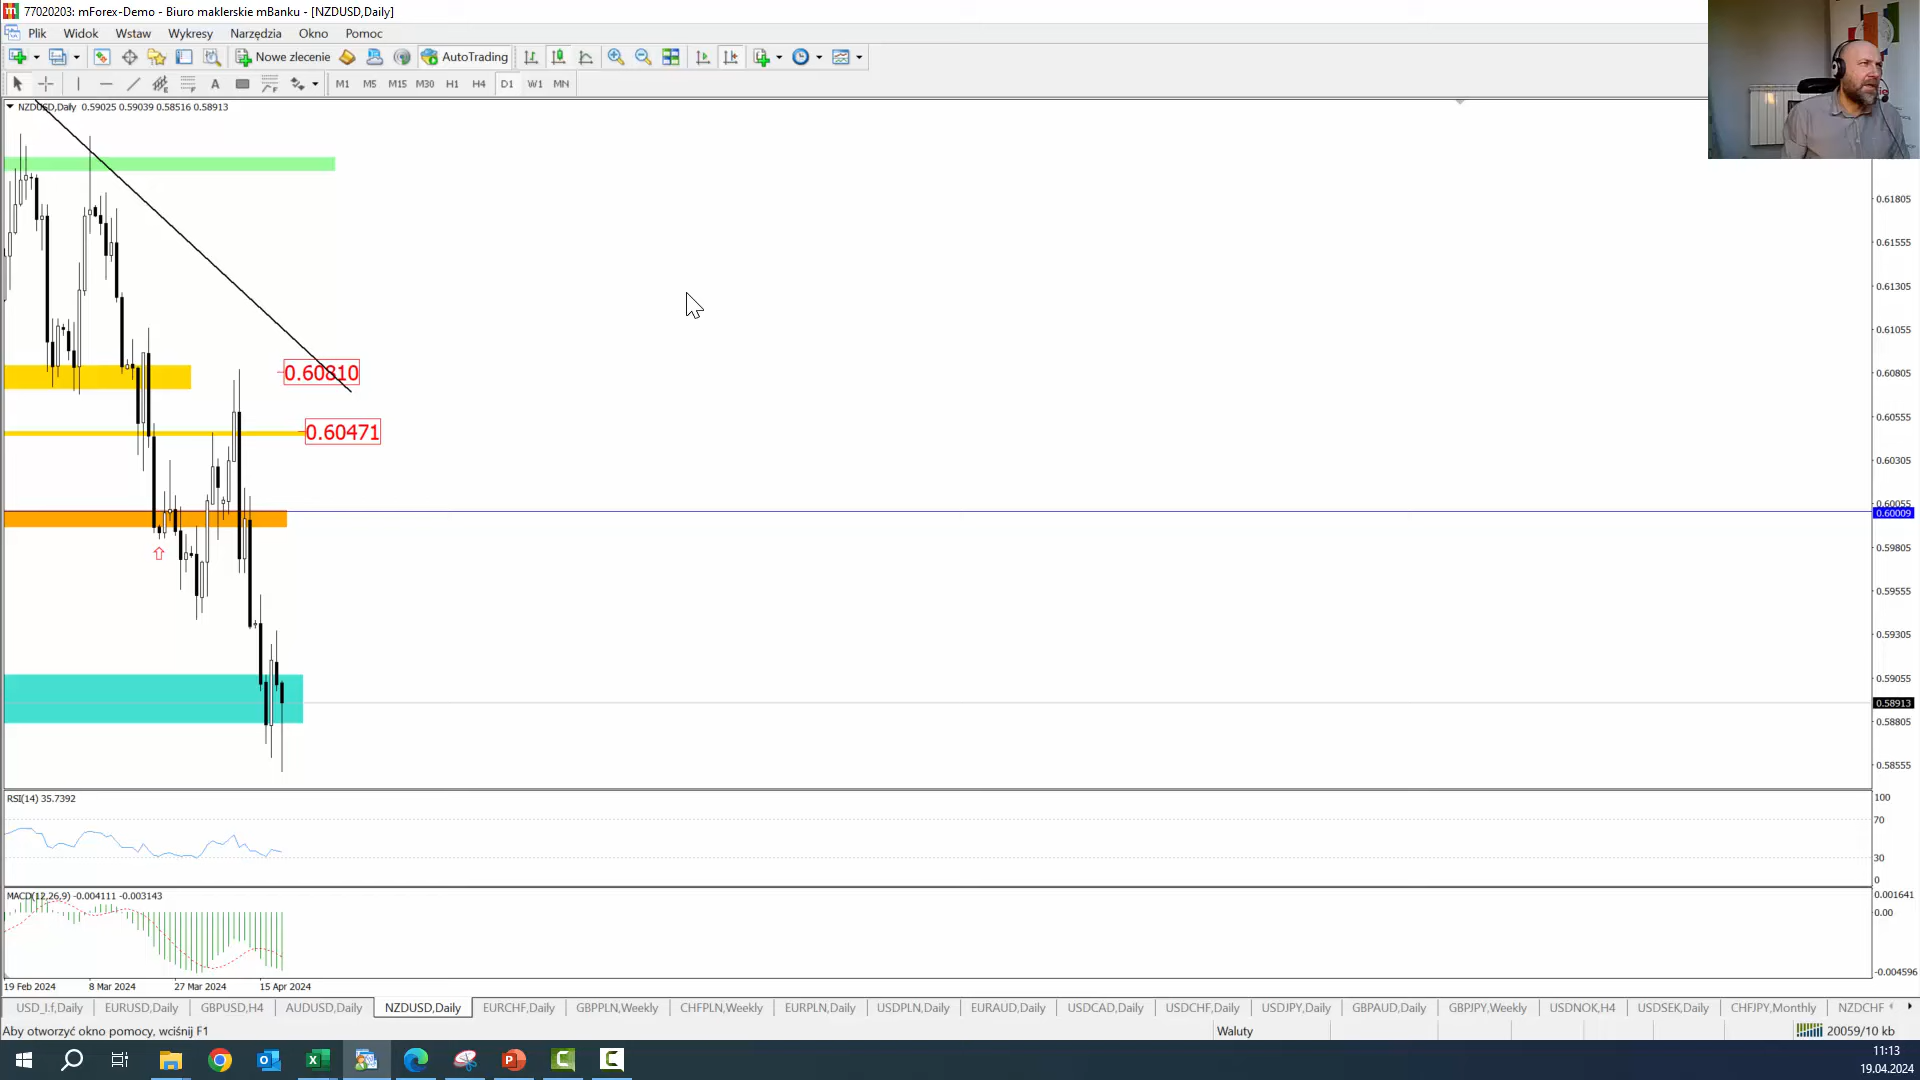 77020203: mForex-Demo - Biuro maklerskie mBanku - [NZDUSD,Daily]
Plik Widok Wstaw Wykresy Narzędzia Okno Pomoc
Nowe zlecenie AutoTrading
A M1 M5 M15 M30 H1 H4 D1 W1 MN
NZDUSD,Daily 0.59025 0.59039 0.58516 0.58913
0.61805
0.61555
0.61305
0.61055
0.60810
0.60805
0.60555
0.60471
0.60305
0.60055
0.60009
0.59805
0.59555
0.59305
0.59055
0.58913
0.58805
0.58555
RSI(14) 35.7392
100
70
30
0
MACD(12,26,9) -0.004111 -0.003143
0.001641
0.00
-0.004596
19 Feb 2024 8 Mar 2024 27 Mar 2024 15 Apr 2024
USD_I.f,Daily EURUSD,Daily GBPUSD,H4 AUDUSD,Daily NZDUSD,Daily EURCHF,Daily GBPPLN,Weekly CHFPLN,Weekly EURPLN,Daily USDPLN,Daily EURAUD,Daily USDCAD,Daily USDCHF,Daily USDJPY,Daily GBPAUD,Daily GBPJPY,Weekly USDNOK,H4 USDSEK,Daily CHFJPY,Monthly NZDCHF
Aby otworzyć okno pomocy, wciśnij F1 Waluty 20059/10 kb
11:13
19.04.2024